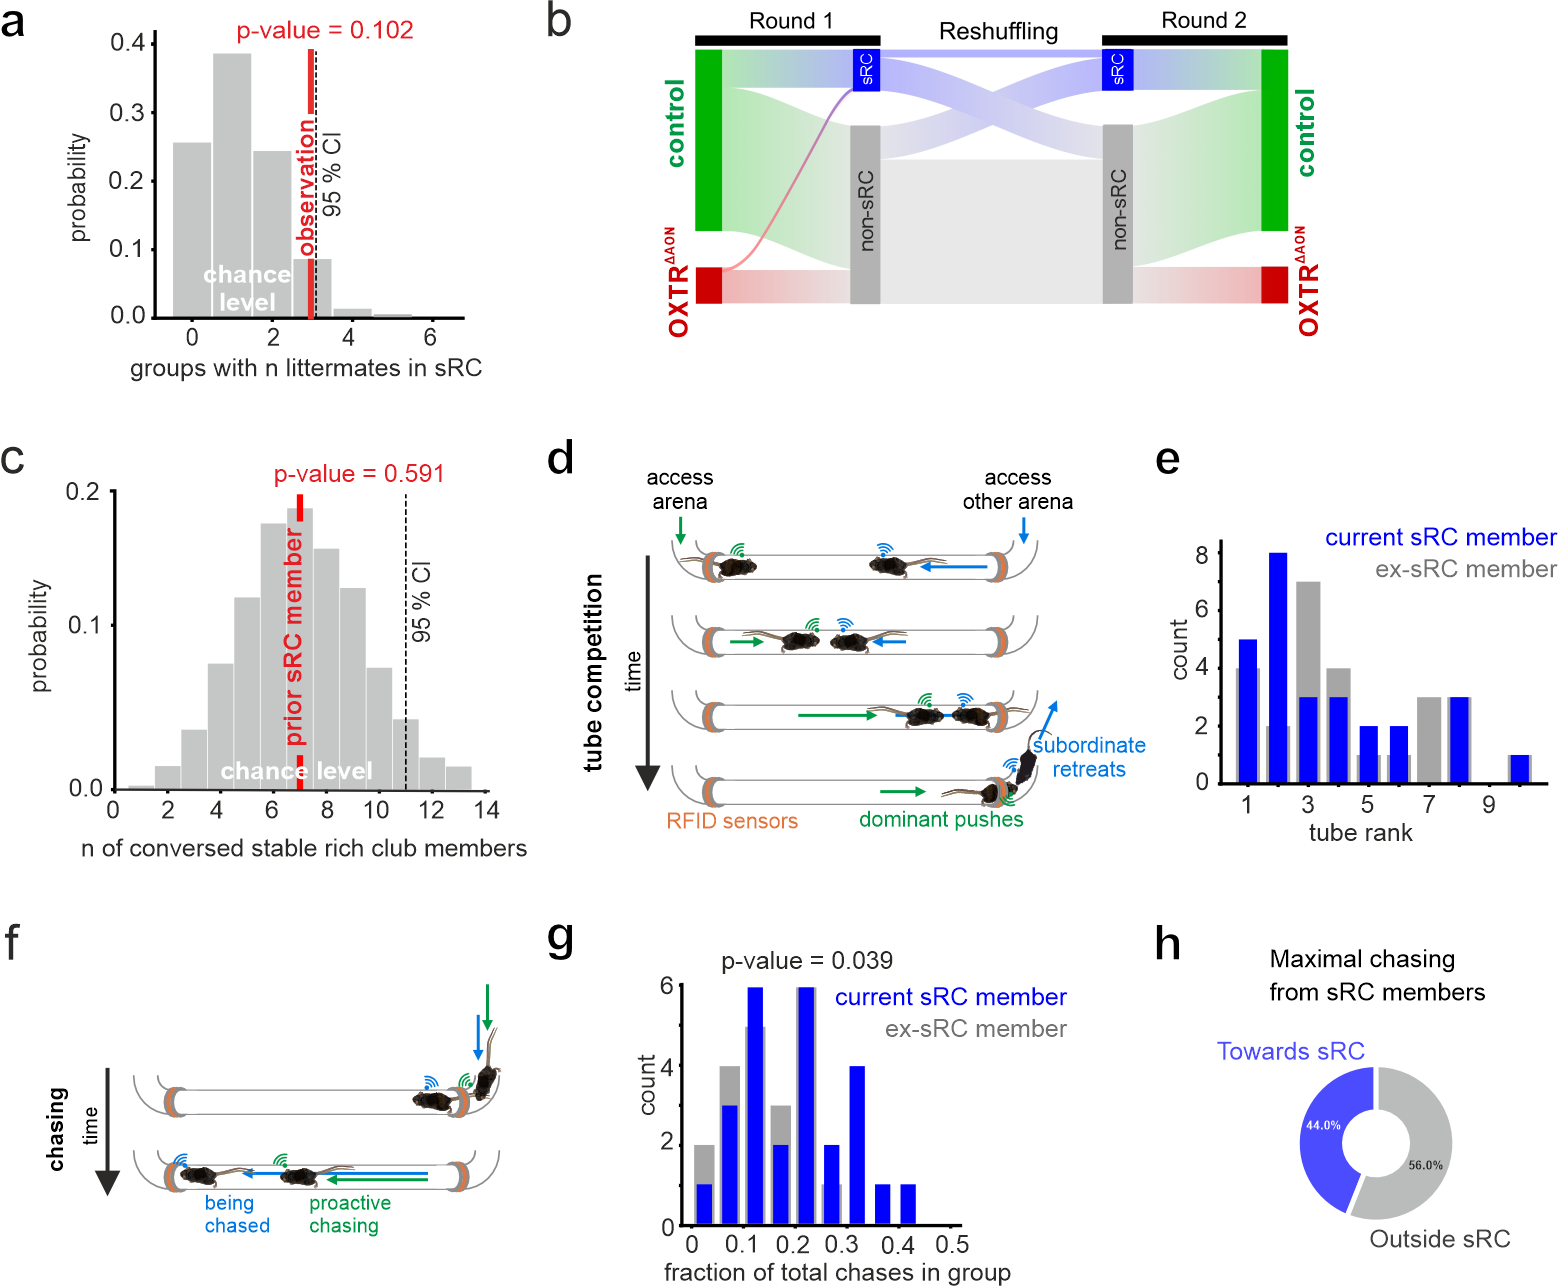 a
p-value = 0.102
0.4
0.3
0.2
0.1
0.0
probability
observation
95 % CI
chance
level
0
2
4
6
groups with n littermates in sRC
b
Round 1
Reshuffling
Round 2
control
OXTRΔAON
sRC
non-sRC
sRC
non-sRC
control
OXTRΔAON
c
p-value = 0.591
0.2
0.1
0.0
probability
prior sRC member
95 % CI
chance level
0
2
4
6
8
10
12
14
n of conversed stable rich club members
d
access
arena
access
other arena
tube competition
time
subordinate
retreats
RFID sensors
dominant pushes
e
current sRC member
ex-sRC member
8
6
4
2
0
count
1
3
5
7
9
tube rank
f
chasing
time
being
chased
proactive
chasing
g
p-value = 0.039
current sRC member
ex-sRC member
6
4
2
0
count
0
0.1
0.2
0.3
0.4
0.5
fraction of total chases in group
h
Maximal chasing
from sRC members
Towards sRC
44.0%
56.0%
Outside sRC